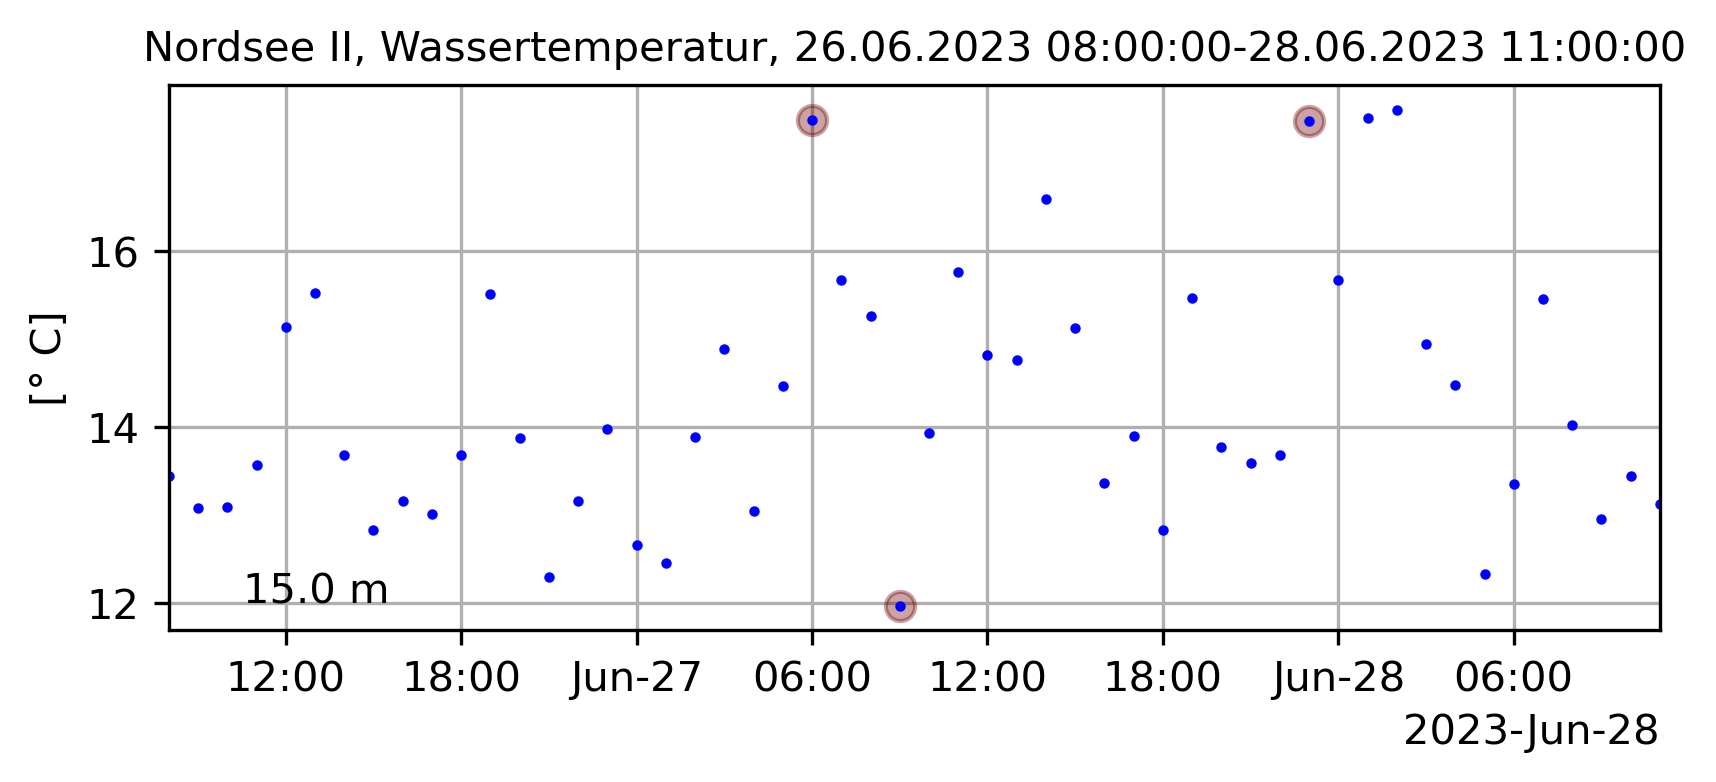 Nordsee II, Wassertemperatur, 26.06.2023 08:00:00-28.06.2023 11:00:00
[° C]
16
14
12
15.0 m
12:00 18:00 Jun-27 06:00 12:00 18:00 Jun-28 06:00
2023-Jun-28